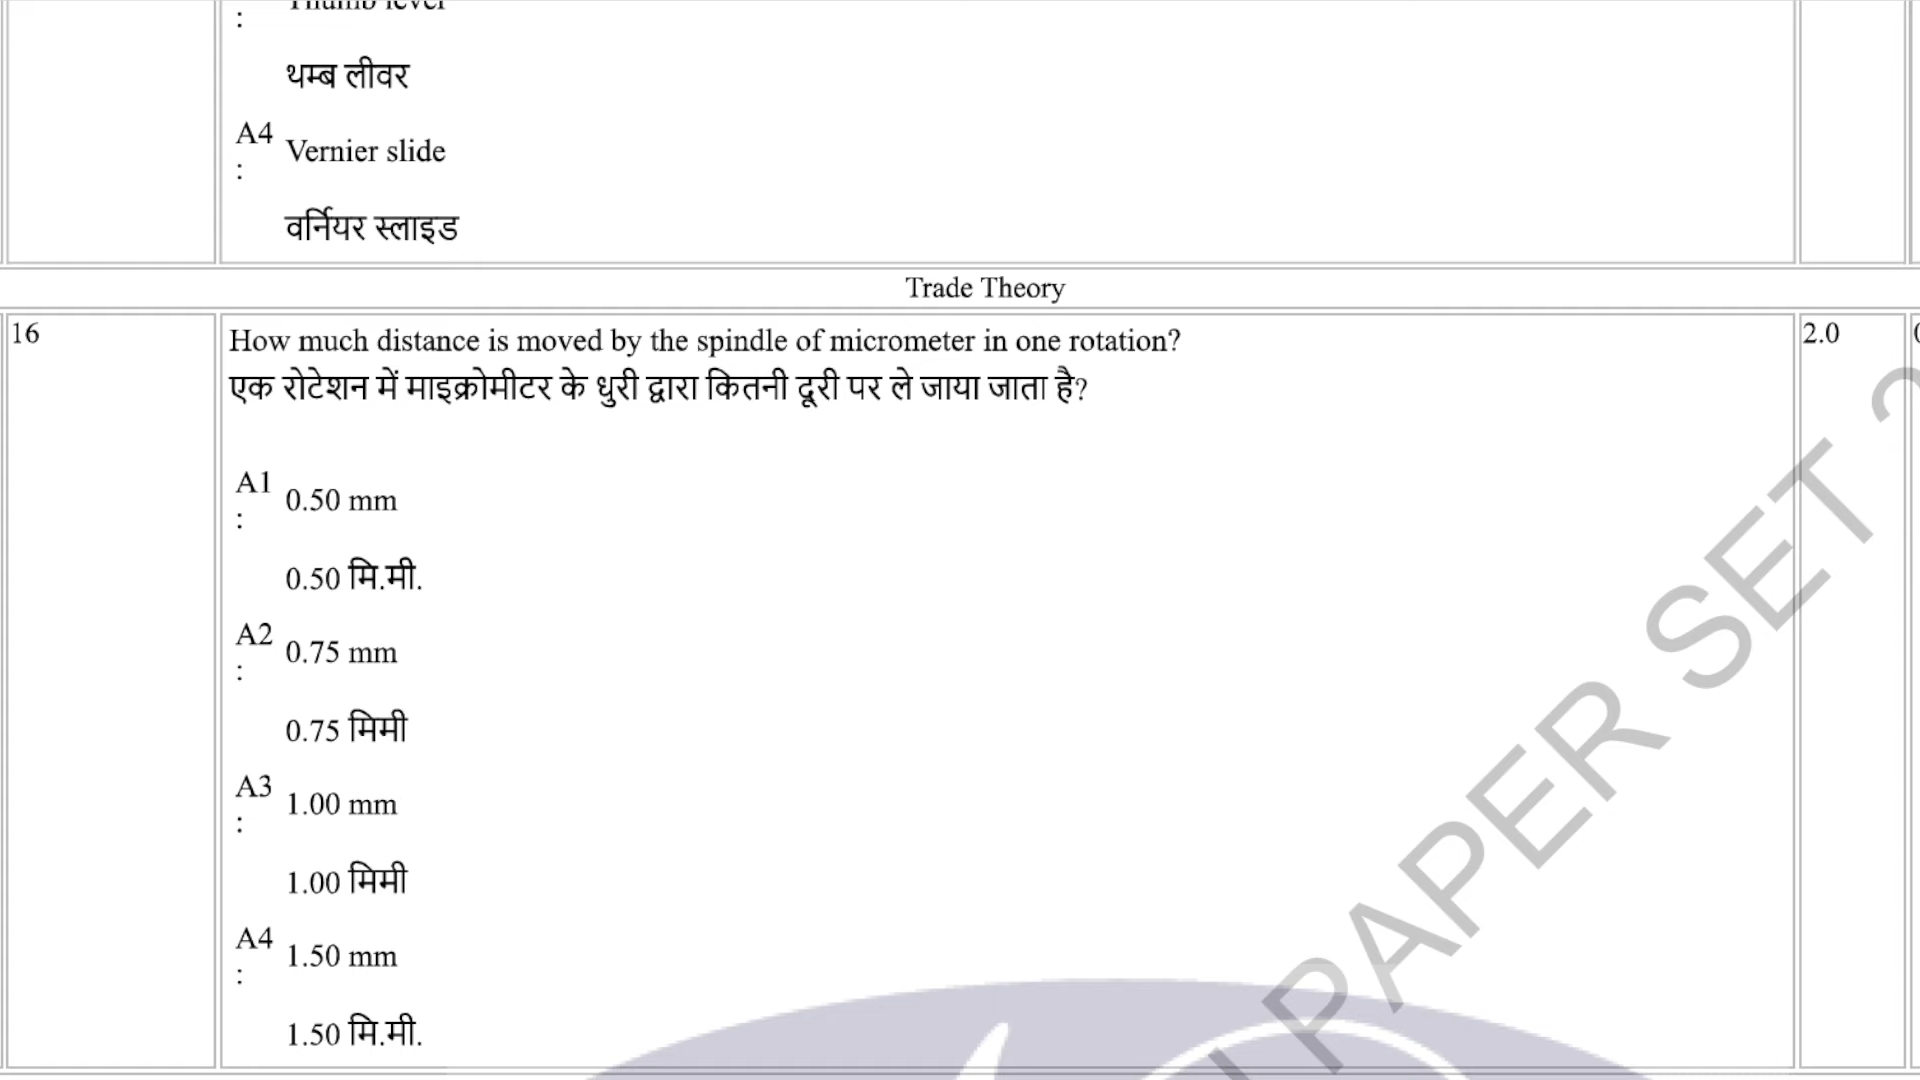 Thumb lever
:
थम्ब लीवर
A4
:
Vernier slide
वर्नियर स्लाइड
Trade Theory
16
How much distance is moved by the spindle of micrometer in one rotation?
2.0
एक रोटेशन में माइक्रोमीटर के धुरी द्वारा कितनी दूरी पर ले जाया जाता है?
A1
:
0.50 mm
0.50 मि.मी.
A2
:
0.75 mm
0.75 मिमी
A3
:
1.00 mm
1.00 मिमी
A4
:
1.50 mm
1.50 मि.मी.
PAPER SET